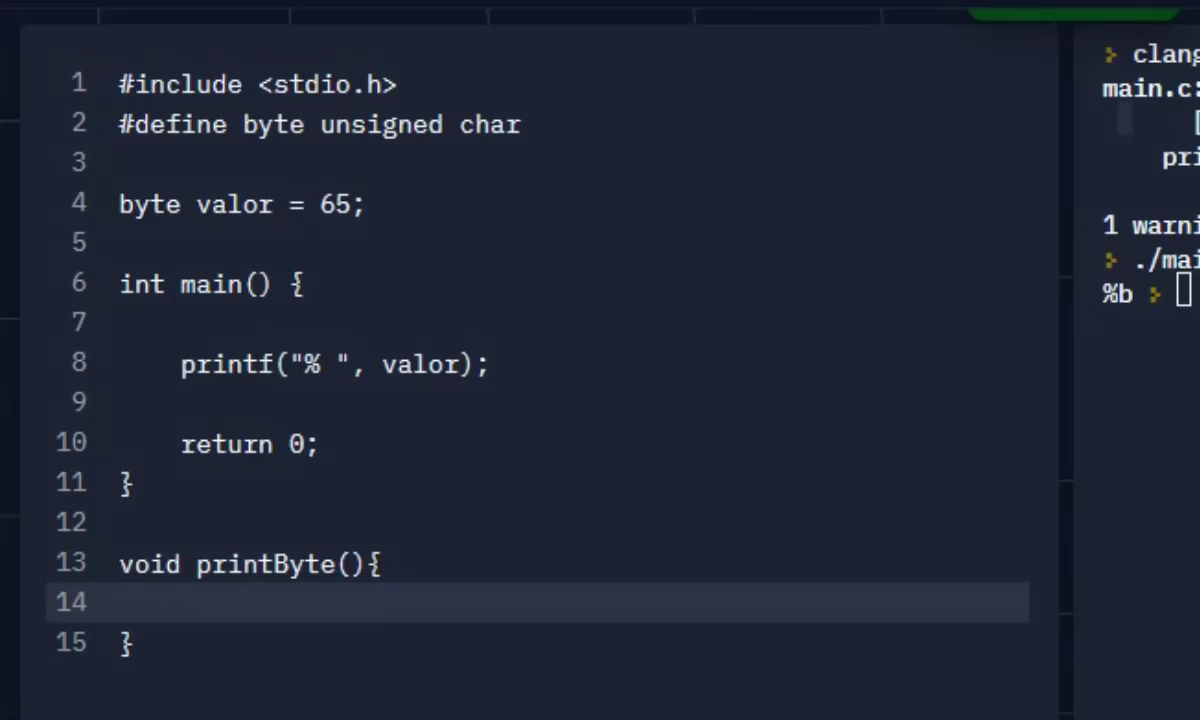 1 #include <stdio.h>
2 #define byte unsigned char
3
4 byte valor = 65;
5
6 int main() {
7
8 printf("% ", valor);
9
10 return 0;
11 }
12
13 void printByte(){
14
15 }
> clang
main.c:
[
pri
1 warni
> ./mai
%b >